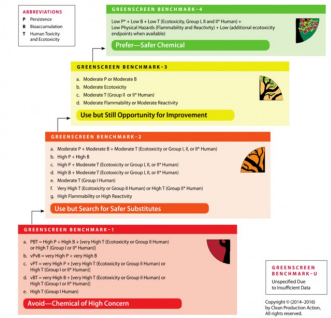 ABBREVIATIONS
P Persistence
B Bioaccumulation
T Human Toxicity
and Ecotoxicity
GREENSCREEN BENCHMARK-4
Low P* + Low B + Low T (Ecotoxicity, Group I, II and II* Human) +
Low Physical Hazards (Flammability and Reactivity) + Low (additional ecotoxicity
endpoints when available)
Prefer—Safer Chemical
GREENSCREEN BENCHMARK-3
a. Moderate P or Moderate B
b. Moderate Ecotoxicity
c. Moderate T (Group II or II* Human)
d. Moderate Flammability or Moderate Reactivity
Use but Still Opportunity for Improvement
GREENSCREEN BENCHMARK-2
a. Moderate P + Moderate B + Moderate T (Ecotoxicity or Group I, II, or II* Human)
b. High P + High B
c. High P + Moderate T (Ecotoxicity or Group I, II, or II* Human)
d. High B + Moderate T (Ecotoxicity or Group I, II, or II* Human)
e. Moderate T (Group I Human)
f. Very High T (Ecotoxicity or Group II Human) or High T (Group II* Human)
g. High Flammability or High Reactivity
Use but Search for Safer Substitutes
GREENSCREEN BENCHMARK-1
a. PBT = High P + High B + [very High T (Ecotoxicity or Group II Human)
or High T (Group I or II* Human)]
b. vPvB = very High P + very High B
c. vPT = very High P + [very High T (Ecotoxicity or Group II Human)
or High T (Group I or II* Human)]
d. vBT = very High B + [very High T (Ecotoxicity or Group II Human)
or High T (Group I or II* Human)]
e. High T (Group I Human)
Avoid—Chemical of High Concern
GREENSCREEN
BENCHMARK-U
Unspecified Due
to Insufficient Data
Copyright © (2014–2016)
by Clean Production Action,
All rights reserved.